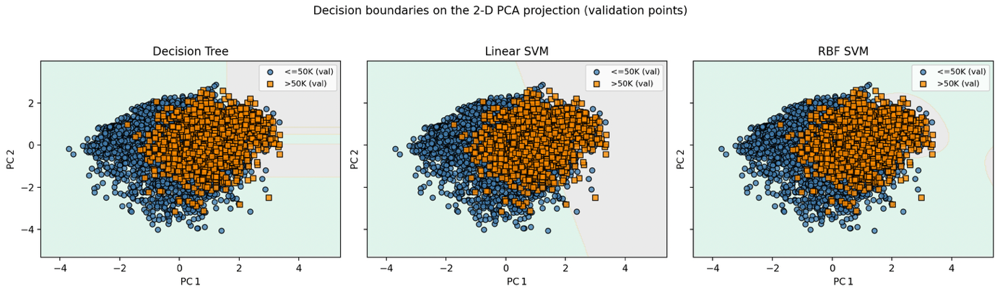 Decision boundaries on the 2-D PCA projection (validation points)
Decision Tree
<=50K (val)
>50K (val)
2
0
−2
−4
PC 2
−4 −2 0 2 4
PC 1
Linear SVM
<=50K (val)
>50K (val)
PC 2
−4 −2 0 2 4
PC 1
RBF SVM
<=50K (val)
>50K (val)
PC 2
−4 −2 0 2 4
PC 1